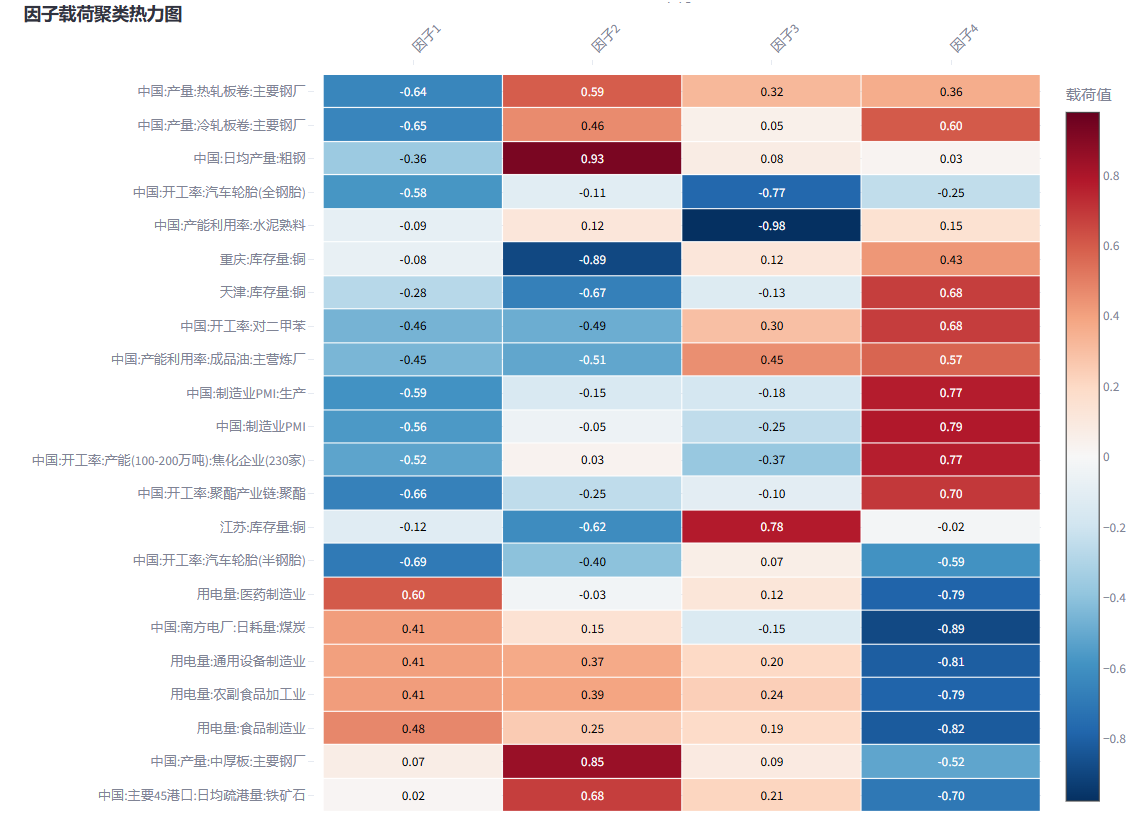 因子载荷聚类热力图
因子1 因子2 因子3 因子4
载荷值
中国:产量:热轧板卷:主要钢厂 -0.64 0.59 0.32 0.36
中国:产量:冷轧板卷:主要钢厂 -0.65 0.46 0.05 0.60
中国:日均产量:粗钢 -0.36 0.93 0.08 0.03
中国:开工率:汽车轮胎(全钢胎) -0.58 -0.11 -0.77 -0.25
中国:产能利用率:水泥熟料 -0.09 0.12 -0.98 0.15
重庆:库存量:铜 -0.08 -0.89 0.12 0.43
天津:库存量:铜 -0.28 -0.67 -0.13 0.68
中国:开工率:对二甲苯 -0.46 -0.49 0.30 0.68
中国:产能利用率:成品油:主营炼厂 -0.45 -0.51 0.45 0.57
中国:制造业PMI:生产 -0.59 -0.15 -0.18 0.77
中国:制造业PMI -0.56 -0.05 -0.25 0.79
中国:开工率:产能(100-200万吨):焦化企业(230家) -0.52 0.03 -0.37 0.77
中国:开工率:聚酯产业链:聚酯 -0.66 -0.25 -0.10 0.70
江苏:库存量:铜 -0.12 -0.62 0.78 -0.02
中国:开工率:汽车轮胎(半钢胎) -0.69 -0.40 0.07 -0.59
用电量:医药制造业 0.60 -0.03 0.12 -0.79
中国:南方电厂:日耗量:煤炭 0.41 0.15 -0.15 -0.89
用电量:通用设备制造业 0.41 0.37 0.20 -0.81
用电量:农副食品加工业 0.41 0.39 0.24 -0.79
用电量:食品制造业 0.48 0.25 0.19 -0.82
中国:产量:中厚板:主要钢厂 0.07 0.85 0.09 -0.52
中国:主要45港口:日均疏港量:铁矿石 0.02 0.68 0.21 -0.70
0.8
0.6
0.4
0.2
0
−0.2
−0.4
−0.6
−0.8